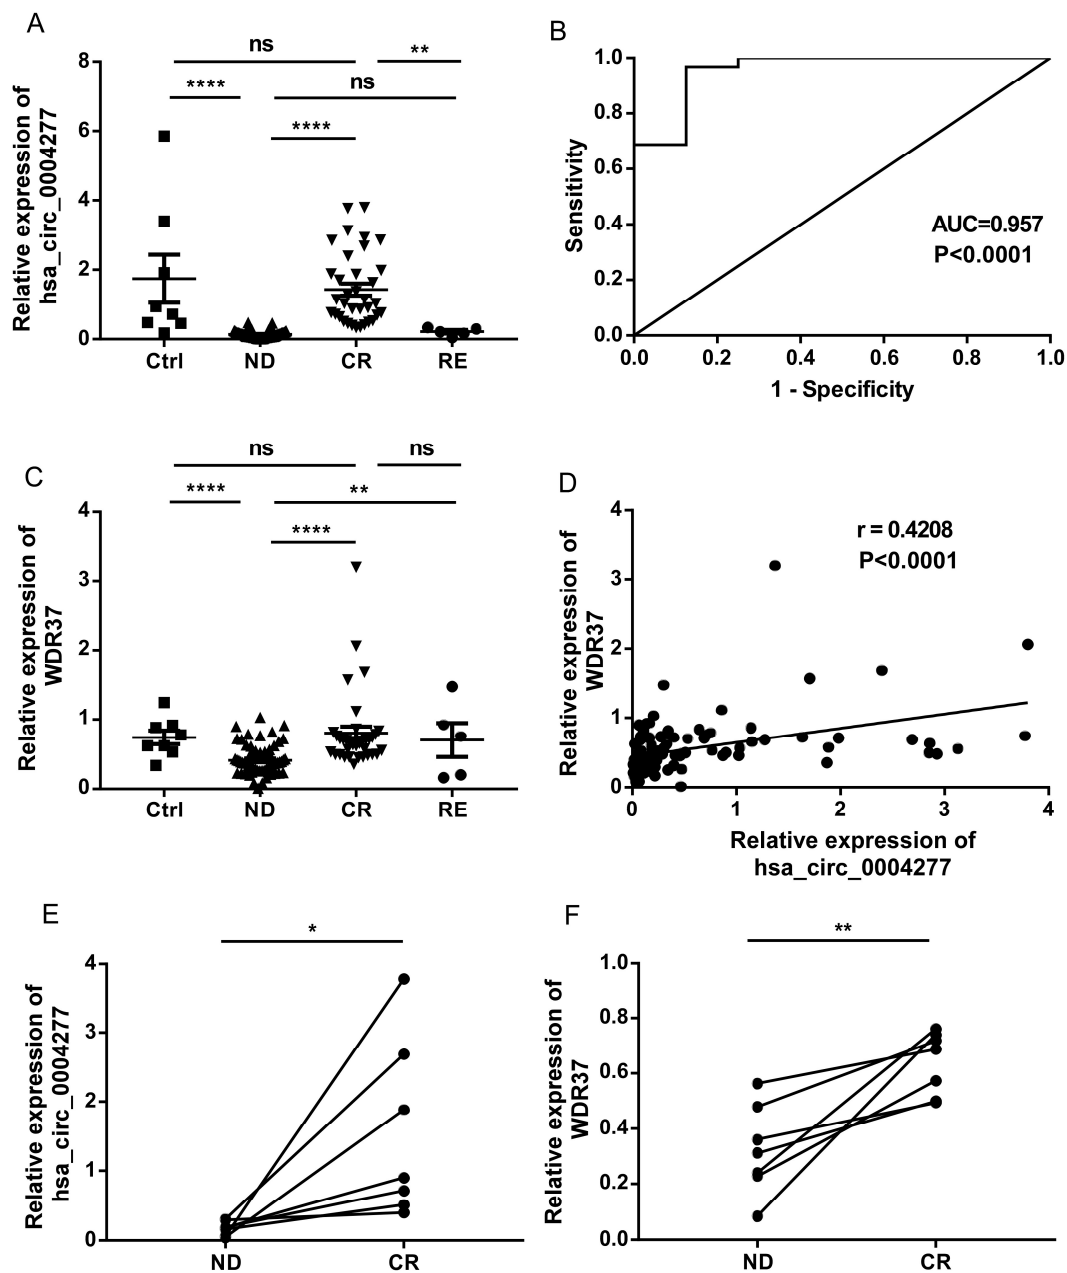 A
ns
**
8
ns
****
****
6
4
2
0
Relative expression of
hsa_circ_0004277
Ctrl
ND
CR
RE
B
1.0
0.8
0.6
0.4
0.2
0.0
Sensitivity
AUC=0.957
P<0.0001
0.0
0.2
0.4
0.6
0.8
1.0
1 - Specificity
C
ns
ns
****
**
****
4
3
2
1
0
Relative expression of
WDR37
Ctrl
ND
CR
RE
D
4
3
2
1
0
Relative expression of
WDR37
r = 0.4208
P<0.0001
0
1
2
3
4
Relative expression of
hsa_circ_0004277
E
*
4
3
2
1
0
Relative expression of
hsa_circ_0004277
ND
CR
F
**
1.0
0.8
0.6
0.4
0.2
0.0
Relative expression of
WDR37
ND
CR